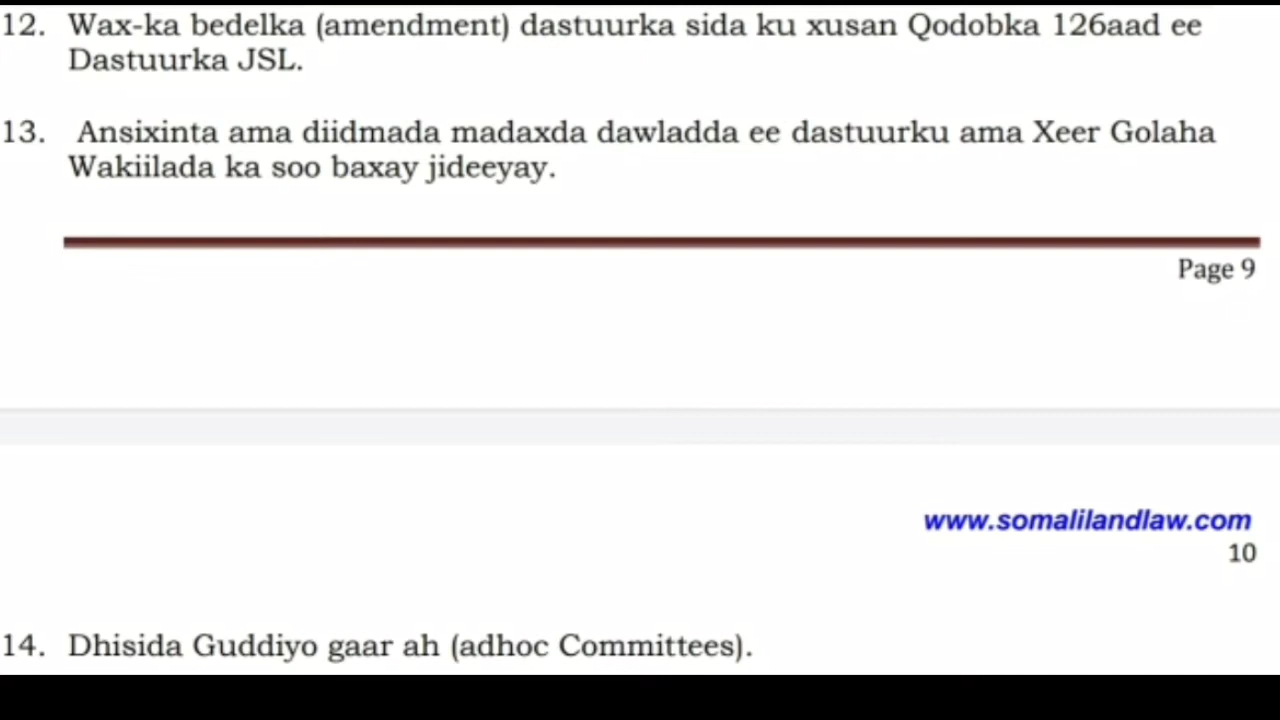 12. Wax-ka bedelka (amendment) dastuurka sida ku xusan Qodobka 126aad ee
Dastuurka JSL.
13. Ansixinta ama diidmada madaxda dawladda ee dastuurku ama Xeer Golaha
Wakiilada ka soo baxay jideeyay.
Page 9
www.somalilandlaw.com
10
14. Dhisida Guddiyo gaar ah (adhoc Committees).